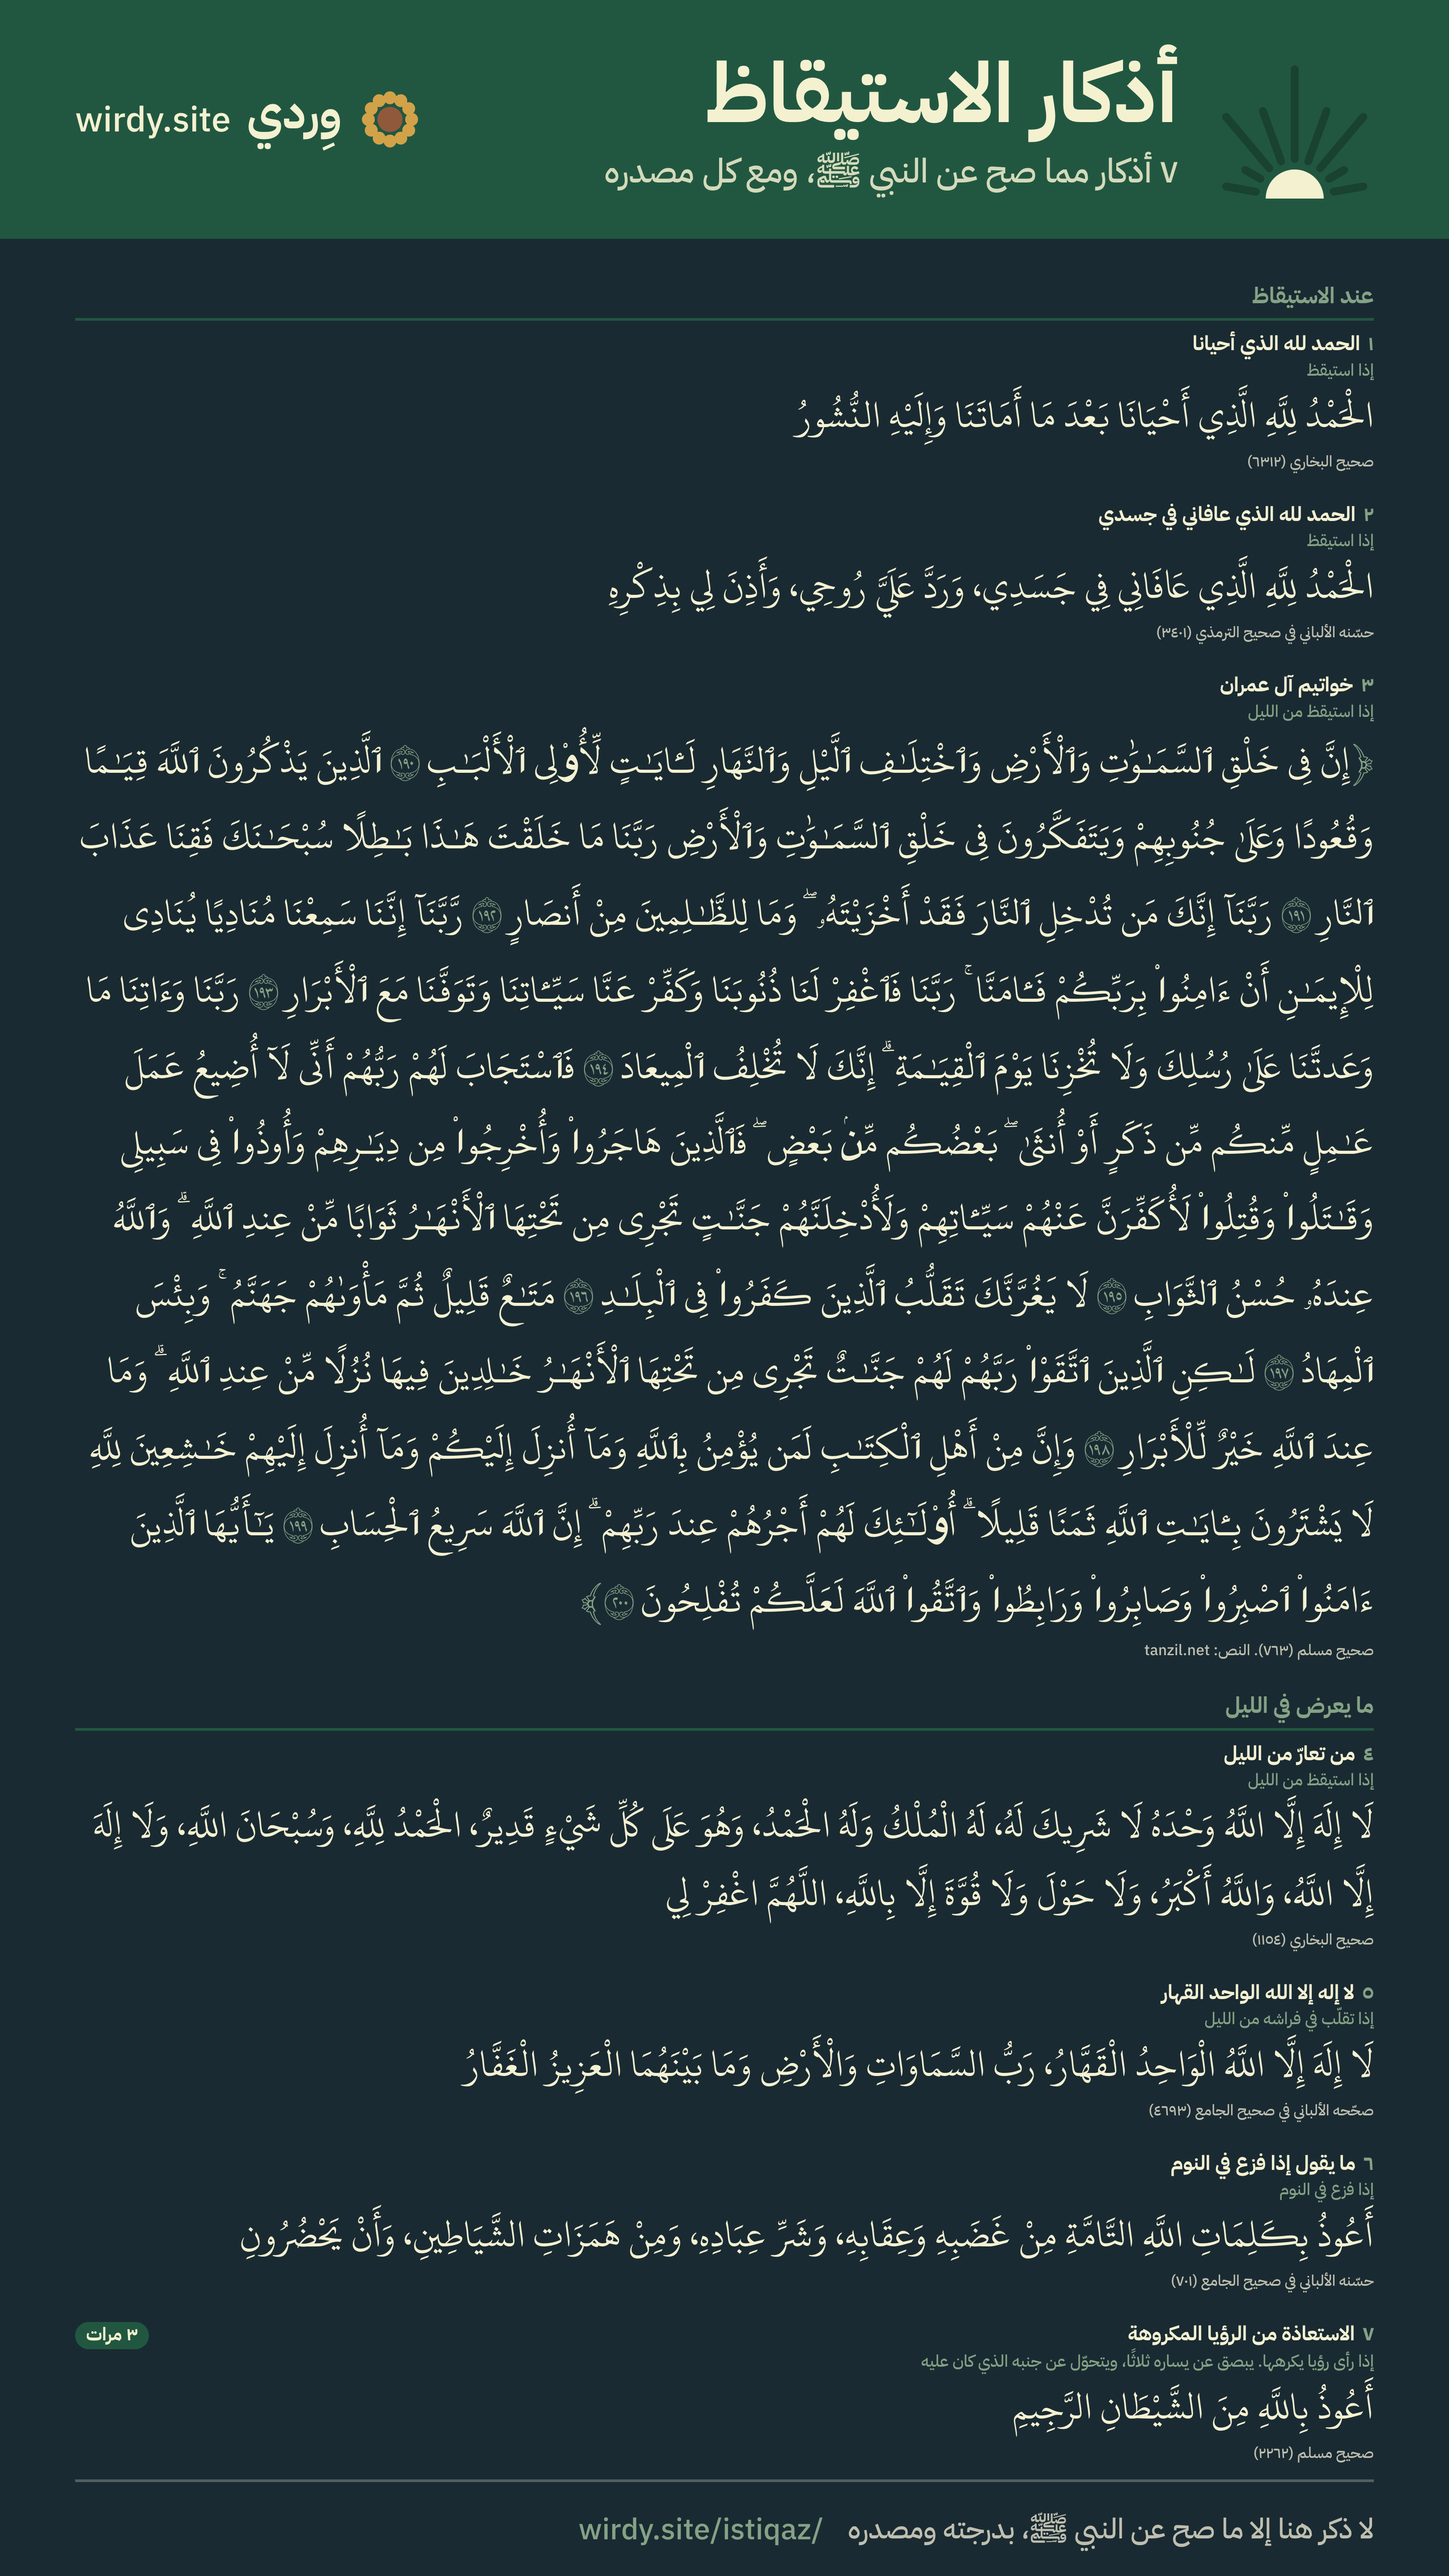 أذكار الاستيقاظ
٧ أذكار مما صح عن النبي ﷺ، ومع كل مصدره
وِردي wirdy.site
عند الاستيقاظ
١ الحمد لله الذي أحيانا
إذا استيقظ
الْحَمْدُ لِلَّهِ الَّذِي أَحْيَانَا بَعْدَ مَا أَمَاتَنَا وَإِلَيْهِ النُّشُورُ
صحيح البخاري (٦٣١٢)
٢ الحمد لله الذي عافاني في جسدي
إذا استيقظ
الْحَمْدُ لِلَّهِ الَّذِي عَافَانِي فِي جَسَدِي، وَرَدَّ عَلَيَّ رُوحِي، وَأَذِنَ لِي بِذِكْرِهِ
حسّنه الألباني في صحيح الترمذي (٣٤٠١)
٣ خواتيم آل عمران
إذا استيقظ من الليل
﴿إِنَّ فِى خَلْقِ ٱلسَّمَـٰوَٰتِ وَٱلْأَرْضِ وَٱخْتِلَـٰفِ ٱلَّيْلِ وَٱلنَّهَارِ لَـَٔايَـٰتٍ لِّأُو۟لِى ٱلْأَلْبَـٰبِ ١٩٠ ٱلَّذِينَ يَذْكُرُونَ ٱللَّهَ قِيَـٰمًا
وَقُعُودًا وَعَلَىٰ جُنُوبِهِمْ وَيَتَفَكَّرُونَ فِى خَلْقِ ٱلسَّمَـٰوَٰتِ وَٱلْأَرْضِ رَبَّنَا مَا خَلَقْتَ هَـٰذَا بَـٰطِلًا سُبْحَـٰنَكَ فَقِنَا عَذَابَ
ٱلنَّارِ ١٩١ رَبَّنَآ إِنَّكَ مَن تُدْخِلِ ٱلنَّارَ فَقَدْ أَخْزَيْتَهُۥ ۖ وَمَا لِلظَّـٰلِمِينَ مِنْ أَنصَارٍ ١٩٢ رَّبَّنَآ إِنَّنَا سَمِعْنَا مُنَادِيًا يُنَادِى
لِلْإِيمَـٰنِ أَنْ ءَامِنُوا۟ بِرَبِّكُمْ فَـَٔامَنَّا ۚ رَبَّنَا فَٱغْفِرْ لَنَا ذُنُوبَنَا وَكَفِّرْ عَنَّا سَيِّـَٔاتِنَا وَتَوَفَّنَا مَعَ ٱلْأَبْرَارِ ١٩٣ رَبَّنَا وَءَاتِنَا مَا
وَعَدتَّنَا عَلَىٰ رُسُلِكَ وَلَا تُخْزِنَا يَوْمَ ٱلْقِيَـٰمَةِ ۗ إِنَّكَ لَا تُخْلِفُ ٱلْمِيعَادَ ١٩٤ فَٱسْتَجَابَ لَهُمْ رَبُّهُمْ أَنِّى لَآ أُضِيعُ عَمَلَ
عَـٰمِلٍ مِّنكُم مِّن ذَكَرٍ أَوْ أُنثَىٰ ۖ بَعْضُكُم مِّنۢ بَعْضٍ ۖ فَٱلَّذِينَ هَاجَرُوا۟ وَأُخْرِجُوا۟ مِن دِيَـٰرِهِمْ وَأُوذُوا۟ فِى سَبِيلِى
وَقَـٰتَلُوا۟ وَقُتِلُوا۟ لَأُكَفِّرَنَّ عَنْهُمْ سَيِّـَٔاتِهِمْ وَلَأُدْخِلَنَّهُمْ جَنَّـٰتٍ تَجْرِى مِن تَحْتِهَا ٱلْأَنْهَـٰرُ ثَوَابًا مِّنْ عِندِ ٱللَّهِ ۗ وَٱللَّهُ
عِندَهُۥ حُسْنُ ٱلثَّوَابِ ١٩٥ لَا يَغُرَّنَّكَ تَقَلُّبُ ٱلَّذِينَ كَفَرُوا۟ فِى ٱلْبِلَـٰدِ ١٩٦ مَتَـٰعٌ قَلِيلٌ ثُمَّ مَأْوَىٰهُمْ جَهَنَّمُ ۚ وَبِئْسَ
ٱلْمِهَادُ ١٩٧ لَـٰكِنِ ٱلَّذِينَ ٱتَّقَوْا۟ رَبَّهُمْ لَهُمْ جَنَّـٰتٌ تَجْرِى مِن تَحْتِهَا ٱلْأَنْهَـٰرُ خَـٰلِدِينَ فِيهَا نُزُلًا مِّنْ عِندِ ٱللَّهِ ۗ وَمَا
عِندَ ٱللَّهِ خَيْرٌ لِّلْأَبْرَارِ ١٩٨ وَإِنَّ مِنْ أَهْلِ ٱلْكِتَـٰبِ لَمَن يُؤْمِنُ بِٱللَّهِ وَمَآ أُنزِلَ إِلَيْكُمْ وَمَآ أُنزِلَ إِلَيْهِمْ خَـٰشِعِينَ لِلَّهِ
لَا يَشْتَرُونَ بِـَٔايَـٰتِ ٱللَّهِ ثَمَنًا قَلِيلًا ۗ أُو۟لَـٰٓئِكَ لَهُمْ أَجْرُهُمْ عِندَ رَبِّهِمْ ۗ إِنَّ ٱللَّهَ سَرِيعُ ٱلْحِسَابِ ١٩٩ يَـٰٓأَيُّهَا ٱلَّذِينَ
ءَامَنُوا۟ ٱصْبِرُوا۟ وَصَابِرُوا۟ وَرَابِطُوا۟ وَٱتَّقُوا۟ ٱللَّهَ لَعَلَّكُمْ تُفْلِحُونَ ٢٠٠﴾
صحيح مسلم (٧٦٣). النص: tanzil.net
ما يعرض في الليل
٤ من تعارّ من الليل
إذا استيقظ من الليل
لَا إِلَهَ إِلَّا اللَّهُ وَحْدَهُ لَا شَرِيكَ لَهُ، لَهُ الْمُلْكُ وَلَهُ الْحَمْدُ، وَهُوَ عَلَى كُلِّ شَيْءٍ قَدِيرٌ، الْحَمْدُ لِلَّهِ، وَسُبْحَانَ اللَّهِ، وَلَا إِلَهَ
إِلَّا اللَّهُ، وَاللَّهُ أَكْبَرُ، وَلَا حَوْلَ وَلَا قُوَّةَ إِلَّا بِاللَّهِ، اللَّهُمَّ اغْفِرْ لِي
صحيح البخاري (١١٥٤)
٥ لا إله إلا الله الواحد القهار
إذا تقلّب في فراشه من الليل
لَا إِلَهَ إِلَّا اللَّهُ الْوَاحِدُ الْقَهَّارُ، رَبُّ السَّمَاوَاتِ وَالْأَرْضِ وَمَا بَيْنَهُمَا الْعَزِيزُ الْغَفَّارُ
صحّحه الألباني في صحيح الجامع (٤٦٩٣)
٦ ما يقول إذا فزع في النوم
إذا فزع في النوم
أَعُوذُ بِكَلِمَاتِ اللَّهِ التَّامَّةِ مِنْ غَضَبِهِ وَعِقَابِهِ، وَشَرِّ عِبَادِهِ، وَمِنْ هَمَزَاتِ الشَّيَاطِينِ، وَأَنْ يَحْضُرُونِ
حسّنه الألباني في صحيح الجامع (٧٠١)
٧ الاستعاذة من الرؤيا المكروهة
٣ مرات
إذا رأى رؤيا يكرهها. يبصق عن يساره ثلاثًا، ويتحوّل عن جنبه الذي كان عليه
أَعُوذُ بِاللَّهِ مِنَ الشَّيْطَانِ الرَّجِيمِ
صحيح مسلم (٢٢٦٢)
لا ذكر هنا إلا ما صح عن النبي ﷺ، بدرجته ومصدره wirdy.site/istiqaz/